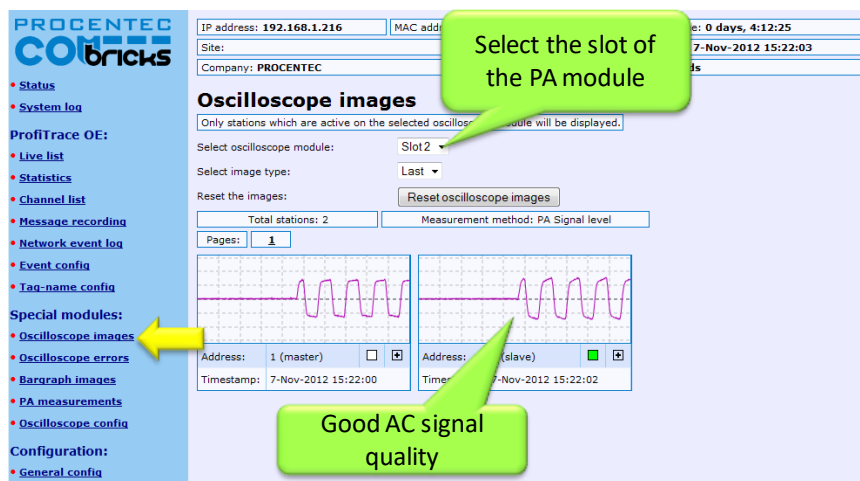 PROCENTEC
COMbricks
IP address: 192.168.1.216
MAC addr
e: 0 days, 4:12:25
Site:
7-Nov-2012 15:22:03
Company: PROCENTEC
ds
Select the slot of
the PA module
• Status
• System log
ProfiTrace OE:
• Live list
• Statistics
• Channel list
• Message recording
• Network event log
• Event config
• Tag-name config
Special modules:
• Oscilloscope images
• Oscilloscope errors
• Bargraph images
• PA measurements
• Oscilloscope config
Configuration:
• General config
Oscilloscope images
Only stations which are active on the selected oscilloscope module will be displayed.
Select oscilloscope module: Slot2
Select image type: Last
Reset the images: Reset oscilloscope images
Total stations: 2
Measurement method: PA Signal level
Pages: 1
Address: 1 (master)
Timestamp: 7-Nov-2012 15:22:00
Address: (slave)
Time 7-Nov-2012 15:22:02
Good AC signal
quality